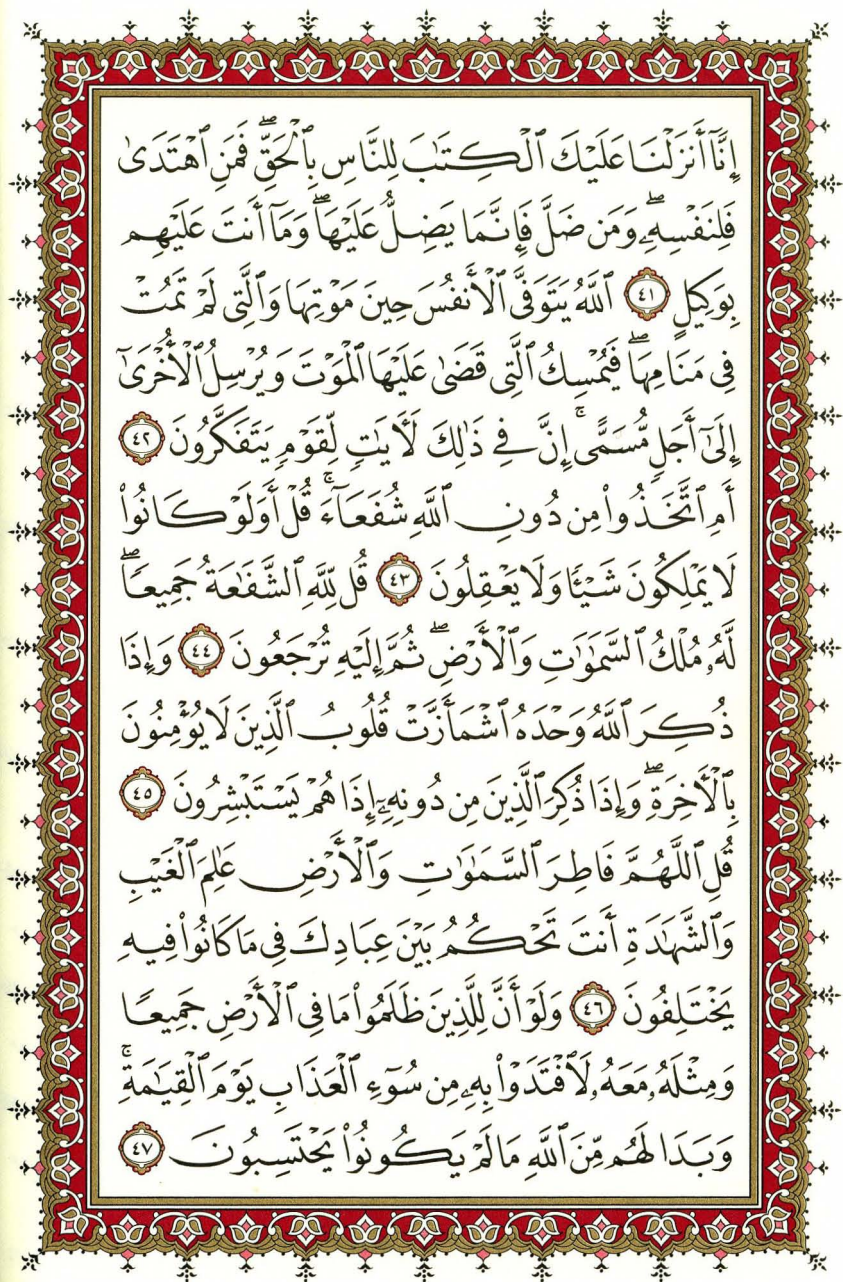 إِنَّآ أَنزَلْنَا عَلَيْكَ ٱلْكِتَٰبَ لِلنَّاسِ بِٱلْحَقِّ ۖ فَمَنِ ٱهْتَدَىٰ
فَلِنَفْسِهِۦ ۖ وَمَن ضَلَّ فَإِنَّمَا يَضِلُّ عَلَيْهَا ۖ وَمَآ أَنتَ عَلَيْهِم
بِوَكِيلٍ ٤١ ٱللَّهُ يَتَوَفَّى ٱلْأَنفُسَ حِينَ مَوْتِهَا وَٱلَّتِى لَمْ تَمُتْ
فِى مَنَامِهَا ۖ فَيُمْسِكُ ٱلَّتِى قَضَىٰ عَلَيْهَا ٱلْمَوْتَ وَيُرْسِلُ ٱلْأُخْرَىٰٓ
إِلَىٰٓ أَجَلٍ مُّسَمًّى ۚ إِنَّ فِى ذَٰلِكَ لَءَايَٰتٍ لِّقَوْمٍ يَتَفَكَّرُونَ ٤٢
أَمِ ٱتَّخَذُوا۟ مِن دُونِ ٱللَّهِ شُفَعَآءَ ۚ قُلْ أَوَلَوْ كَانُوا۟
لَا يَمْلِكُونَ شَيْـًٔا وَلَا يَعْقِلُونَ ٤٣ قُل لِّلَّهِ ٱلشَّفَٰعَةُ جَمِيعًا ۖ
لَّهُۥ مُلْكُ ٱلسَّمَٰوَٰتِ وَٱلْأَرْضِ ۖ ثُمَّ إِلَيْهِ تُرْجَعُونَ ٤٤ وَإِذَا
ذُكِرَ ٱللَّهُ وَحْدَهُ ٱشْمَأَزَّتْ قُلُوبُ ٱلَّذِينَ لَا يُؤْمِنُونَ
بِٱلْءَاخِرَةِ ۖ وَإِذَا ذُكِرَ ٱلَّذِينَ مِن دُونِهِۦٓ إِذَا هُمْ يَسْتَبْشِرُونَ ٤٥
قُلِ ٱللَّهُمَّ فَاطِرَ ٱلسَّمَٰوَٰتِ وَٱلْأَرْضِ عَٰلِمَ ٱلْغَيْبِ
وَٱلشَّهَٰدَةِ أَنتَ تَحْكُمُ بَيْنَ عِبَادِكَ فِى مَا كَانُوا۟ فِيهِ
يَخْتَلِفُونَ ٤٦ وَلَوْ أَنَّ لِلَّذِينَ ظَلَمُوا۟ مَا فِى ٱلْأَرْضِ جَمِيعًا
وَمِثْلَهُۥ مَعَهُۥ لَٱفْتَدَوْا۟ بِهِۦ مِن سُوٓءِ ٱلْعَذَابِ يَوْمَ ٱلْقِيَٰمَةِ ۚ
وَبَدَا لَهُم مِّنَ ٱللَّهِ مَا لَمْ يَكُونُوا۟ يَحْتَسِبُونَ ٤٧